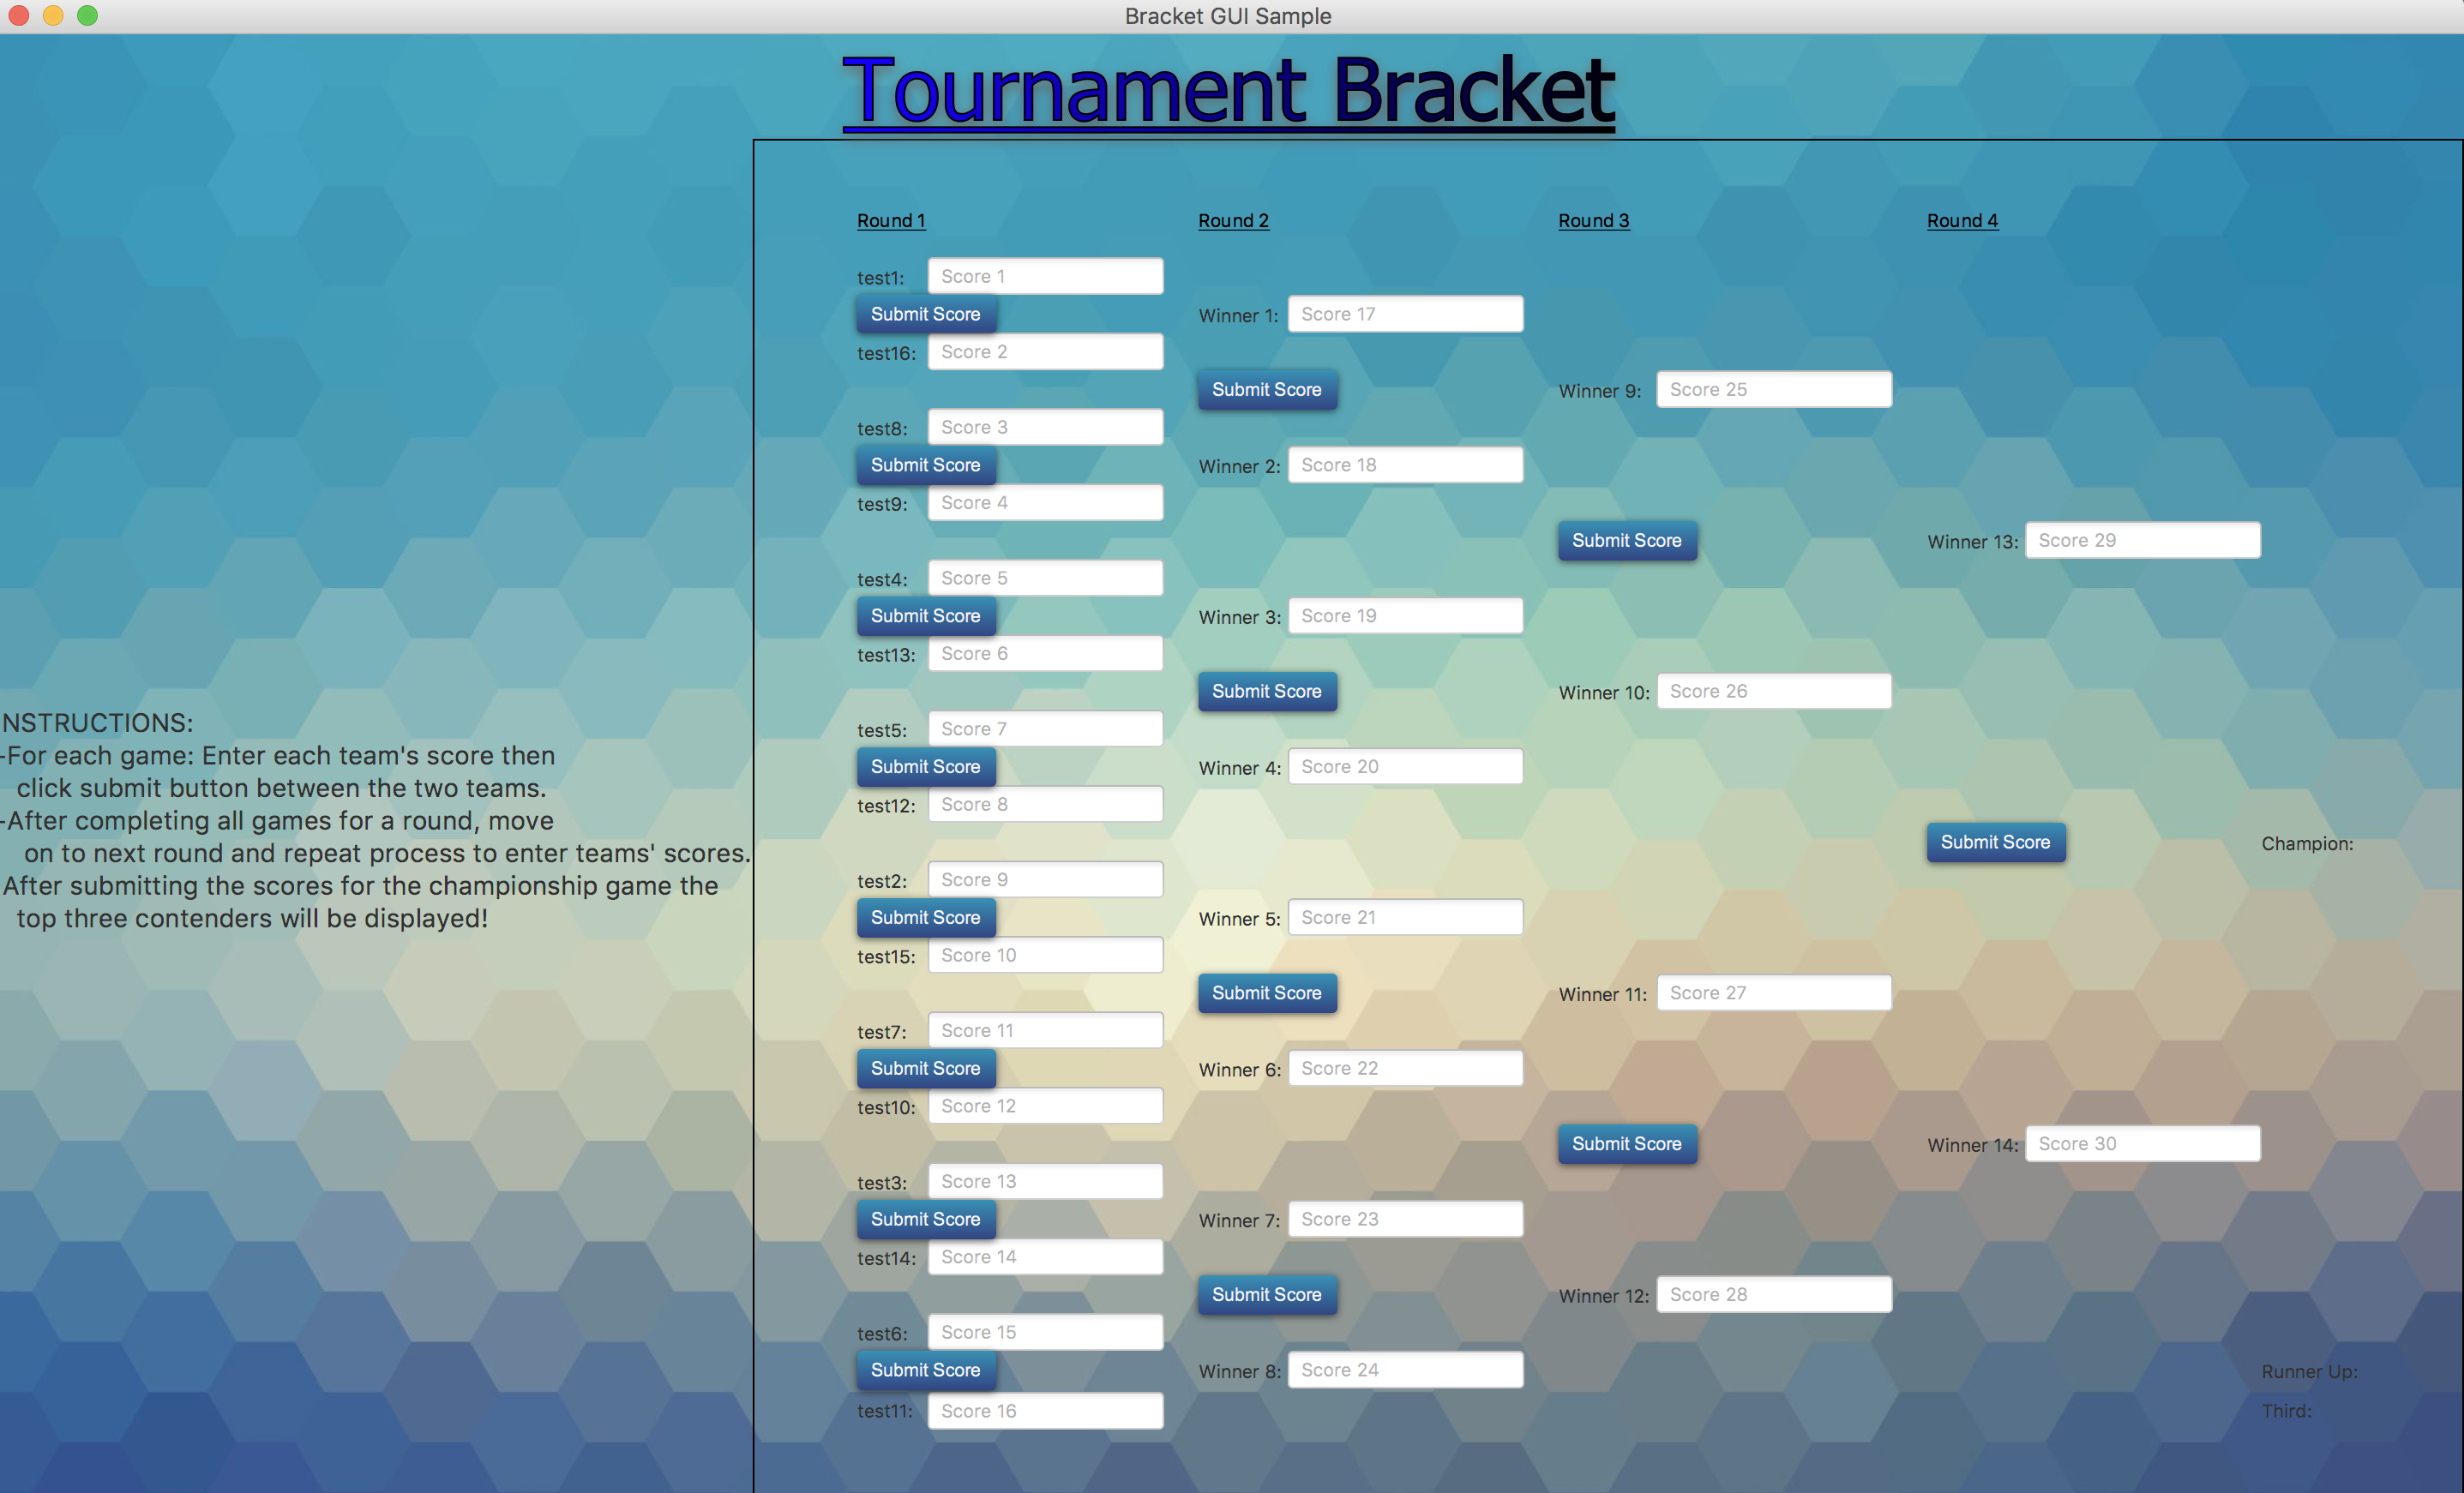 Bracket GUI Sample
Tournament Bracket
NSTRUCTIONS:
-For each game: Enter each team's score then
click submit button between the two teams.
-After completing all games for a round, move
on to next round and repeat process to enter teams' scores.
After submitting the scores for the championship game the
top three contenders will be displayed!
Round 1
test1: Score 1
Submit Score
test16: Score 2
test8: Score 3
Submit Score
test9: Score 4
test4: Score 5
Submit Score
test13: Score 6
test5: Score 7
Submit Score
test12: Score 8
test2: Score 9
Submit Score
test15: Score 10
test7: Score 11
Submit Score
test10: Score 12
test3: Score 13
Submit Score
test14: Score 14
test6: Score 15
Submit Score
test11: Score 16
Round 2
Winner 1: Score 17
Submit Score
Winner 2: Score 18
Winner 3: Score 19
Submit Score
Winner 4: Score 20
Winner 5: Score 21
Submit Score
Winner 6: Score 22
Winner 7: Score 23
Submit Score
Winner 8: Score 24
Round 3
Winner 9: Score 25
Submit Score
Winner 10: Score 26
Winner 11: Score 27
Submit Score
Winner 12: Score 28
Round 4
Winner 13: Score 29
Submit Score
Winner 14: Score 30
Champion:
Runner Up:
Third: